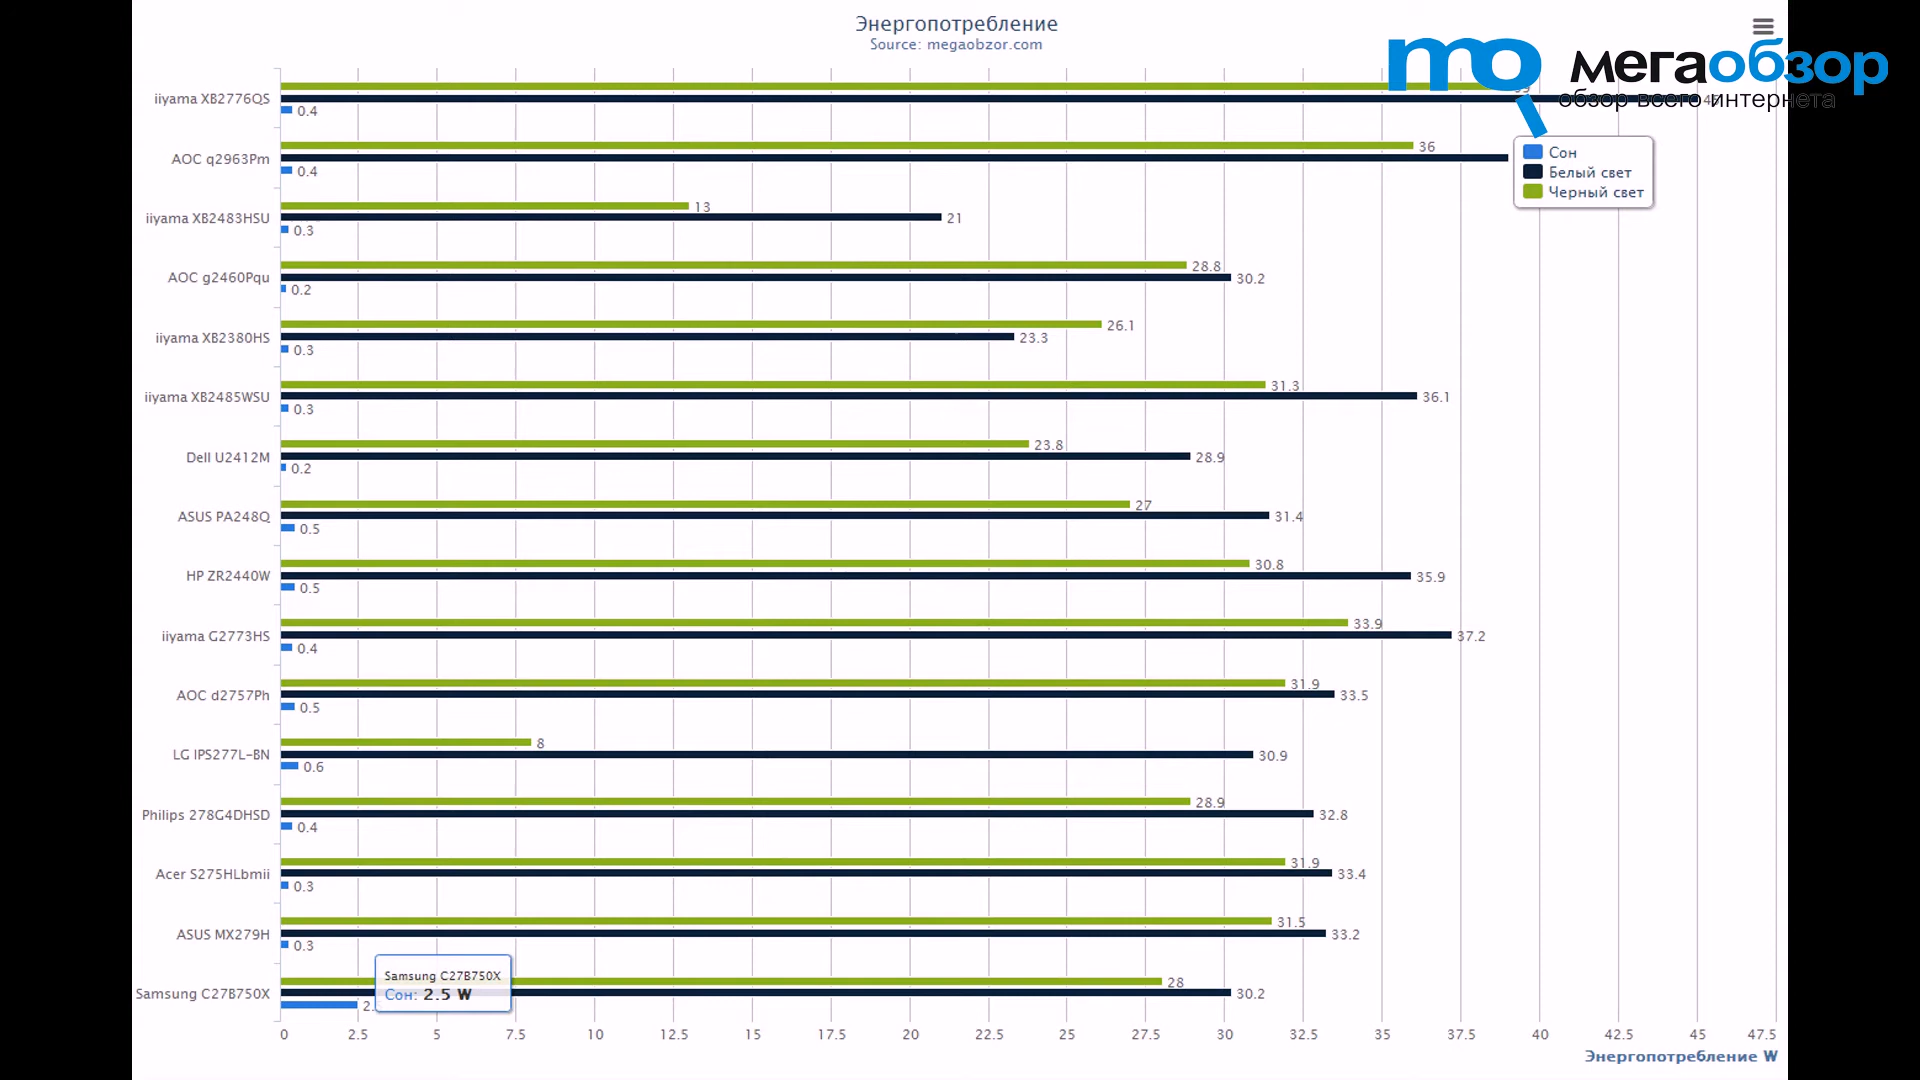 Энергопотребление
Source: megaobzor.com
мегаобзор
обзор всего интернета
iiyama XB2776QS
0.4
AOC q2963Pm
36
0.4
Сон
Белый свет
Черный свет
iiyama XB2483HSU
13
21
0.3
AOC g2460Pqu
28.8
30.2
0.2
iiyama XB2380HS
26.1
23.3
0.3
iiyama XB2485WSU
31.3
36.1
0.3
Dell U2412M
23.8
28.9
0.2
ASUS PA248Q
27
31.4
0.5
HP ZR2440W
30.8
35.9
0.5
iiyama G2773HS
33.9
37.2
0.4
AOC d2757Ph
31.9
33.5
0.5
LG IPS277L-BN
8
30.9
0.6
Philips 278G4DHSD
28.9
32.8
0.4
Acer S275HLbmii
31.9
33.4
0.3
ASUS MX279H
31.5
33.2
0.3
Samsung C27B750X
28
30.2
Samsung C27B750X
Сон: 2.5 W
0 2.5 5 7.5 10 12.5 15 17.5 20 22.5 25 27.5 30 32.5 35 37.5 40 42.5 45 47.5
Энергопотребление W